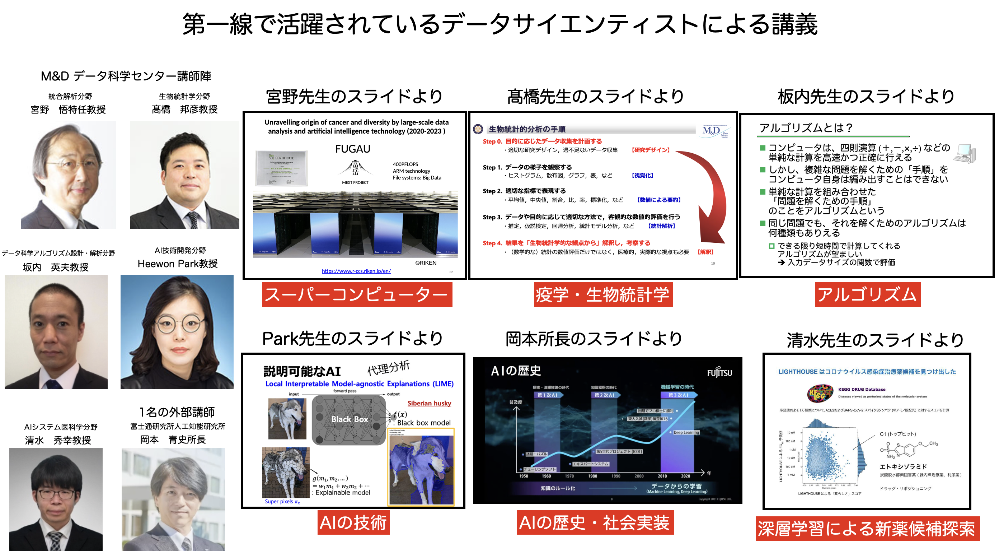 第一線で活躍されているデータサイエンティストによる講義
M&D データ科学センター講師陣
統合解析分野
宮野　悟特任教授
生物統計学分野
髙橋　邦彦教授
データ科学アルゴリズム設計・解析分野
坂内　英夫教授
AI技術開発分野
Heewon Park教授
AIシステム医科学分野
清水　秀幸教授
1名の外部講師
富士通研究所人工知能研究所
岡本　青史所長
宮野先生のスライドより
Unravelling origin of cancer and diversity by large-scale data
analysis and artificial intelligence technology (2020-2023 )
500 CERTIFICATE
No. 1 in the Green500
FUGAU
富岳
MEXT PROJECT
400PFLOPS
ARM technology
File systems: Big Data
©RIKEN
https://www.r-ccs.riken.jp/en/
22
スーパーコンピューター
髙橋先生のスライドより
生物統計的分析の手順
M&D Data Science Center
Step 0. 目的に応じたデータ収集を計画する
・適切な研究デザイン，過不足ないデータ収集 【研究デザイン】
Step 1. データの様子を観察する
・ヒストグラム，散布図，グラフ，表，など 【視覚化】
Step 2. 適切な指標で表現する
・平均値，中央値，割合，比，率，標準化，など 【数値による要約】
Step 3. データや目的に応じて適切な方法で，客観的な数値的評価を行う
・推定，仮説検定，回帰分析，統計モデル分析，など 【統計解析】
Step 4. 結果を「生物統計学的な観点から」解釈し，考察する
・（数学的な）統計の数値評価だけではなく，医療的，実際的な視点も必要 【解釈】
19
疫学・生物統計学
板内先生のスライドより
アルゴリズムとは？
コンピュータは、四則演算 (＋,－,×,÷) などの
単純な計算を高速かつ正確に行える
しかし、複雑な問題を解くための「手順」を
コンピュータ自身は編み出すことはできない
単純な計算を組み合わせた
「問題を解くための手順」
のことをアルゴリズムという
同じ問題でも、それを解くためのアルゴリズムは
何種類もありえる
できる限り短時間で計算してくれる
アルゴリズムが望ましい
➔ 入力データサイズの関数で評価
アルゴリズム
Park先生のスライドより
説明可能なAI
代理分析
Local Interpretable Model-agnostic Explanations (LIME)
forward pass
input
output
Siberian husky
Black Box
f(x)
: Black box model
g(m₁, m₂, …)
= w₁m₁ + w₂m₂ + ⋯
: Explainable model
Super pixels πₓ
AIの技術
岡本所長のスライドより
AIの歴史
FUJITSU
探索・演繹推論の時代
知識獲得の時代
機械学習の時代
第1次AI
第2次AI
第3次AI
普及度
囲碁でプロ棋士に勝利
東大入試(数学)偏差値76
Deep Learning
第5世代プロジェクト (ICOT)
迷路・パズル
エキスパートシステム
チューリングソフト
1950 1960 1970 1980 1990 2000 2010 2020 年
知識のルール化
データからの学習
(Machine Learning, Deep Learning)
8
Copyright 2021 FUJITSU LTD.
AIの歴史・社会実装
清水先生のスライドより
LIGHTHOUSE はコロナウイルス感染症治療薬候補を見つけ出した
KEGG
KEGG DRUG Database
Diseases viewed as perturbed states of the molecular system
承認薬およそ1万種類について、ACE2およびSARS-CoV-2 スパイクSタンパク (のアミノ酸配列) に対するスコアを計算
LIGHTHOUSE による EC₅₀ 予測値
10 nM
100 nM
1 uM
10 uM
100 uM
1 mM
0.50 0.55 0.60 0.65 0.70 0.75 0.80 0.85 0.90
Harmonic_mean
LIGHTHOUSE による「薬らしさ」スコア
C1 (トップヒット)
O
O=S
NH₂
S
N
O
CH₃
エトキシゾラミド
炭酸脱水酵素阻害薬 ( 緑内障治療薬、利尿薬 )
ドラッグ・リポジショニング
深層学習による新薬候補探索